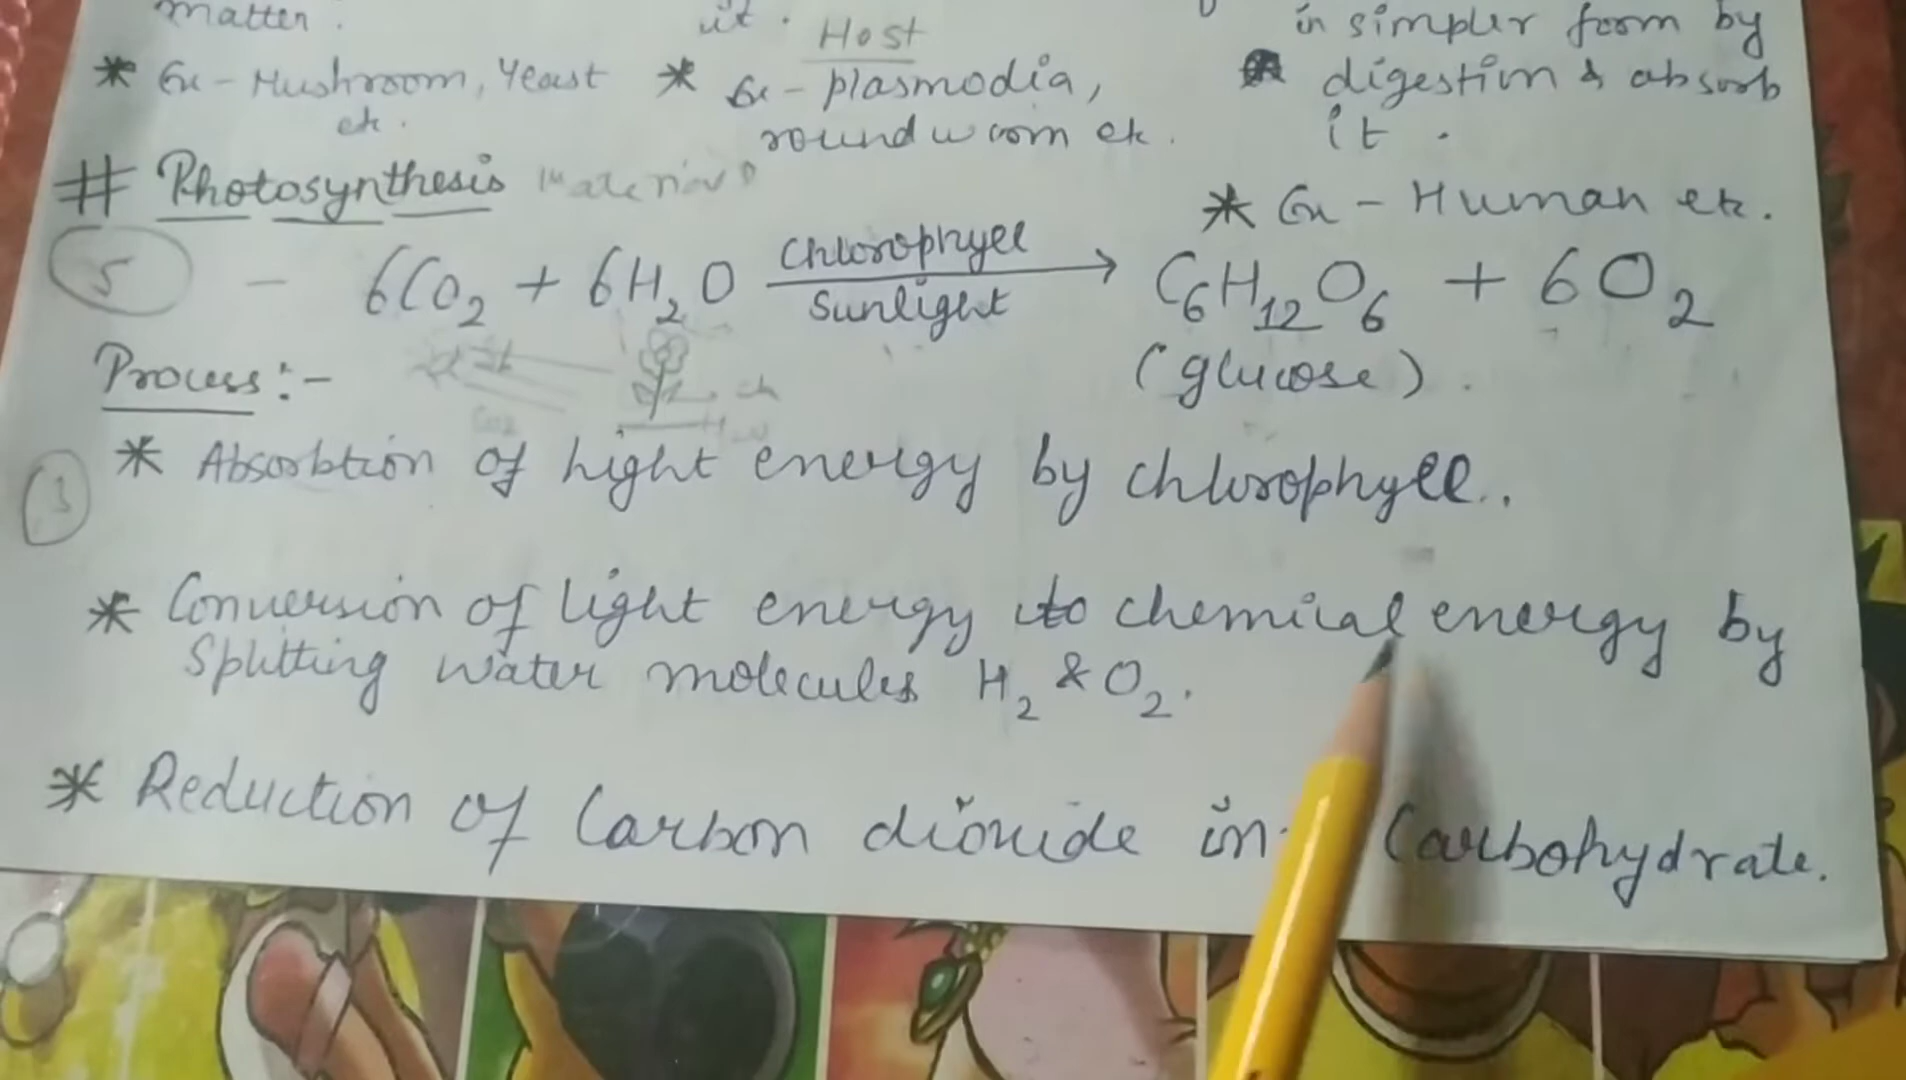 matter.
* Ex - Mushroom, Yeast
etc.
it. Host
* Ex - plasmodia,
roundworm etc.
in simpler form by
digestion & absorb
it.
* Ex - Human etc.
# Photosynthesis
5
- 6CO2 + 6H2O Chlorophyll Sunlight → C6H12O6 + 6O2
(glucose).
Process :-
3
* Absorbtion of light energy by chlorophyll..
* Conversion of light energy to chemical energy by
Splitting water molecules H2 & O2.
* Reduction of Carbon dioxide in Carbohydrate.